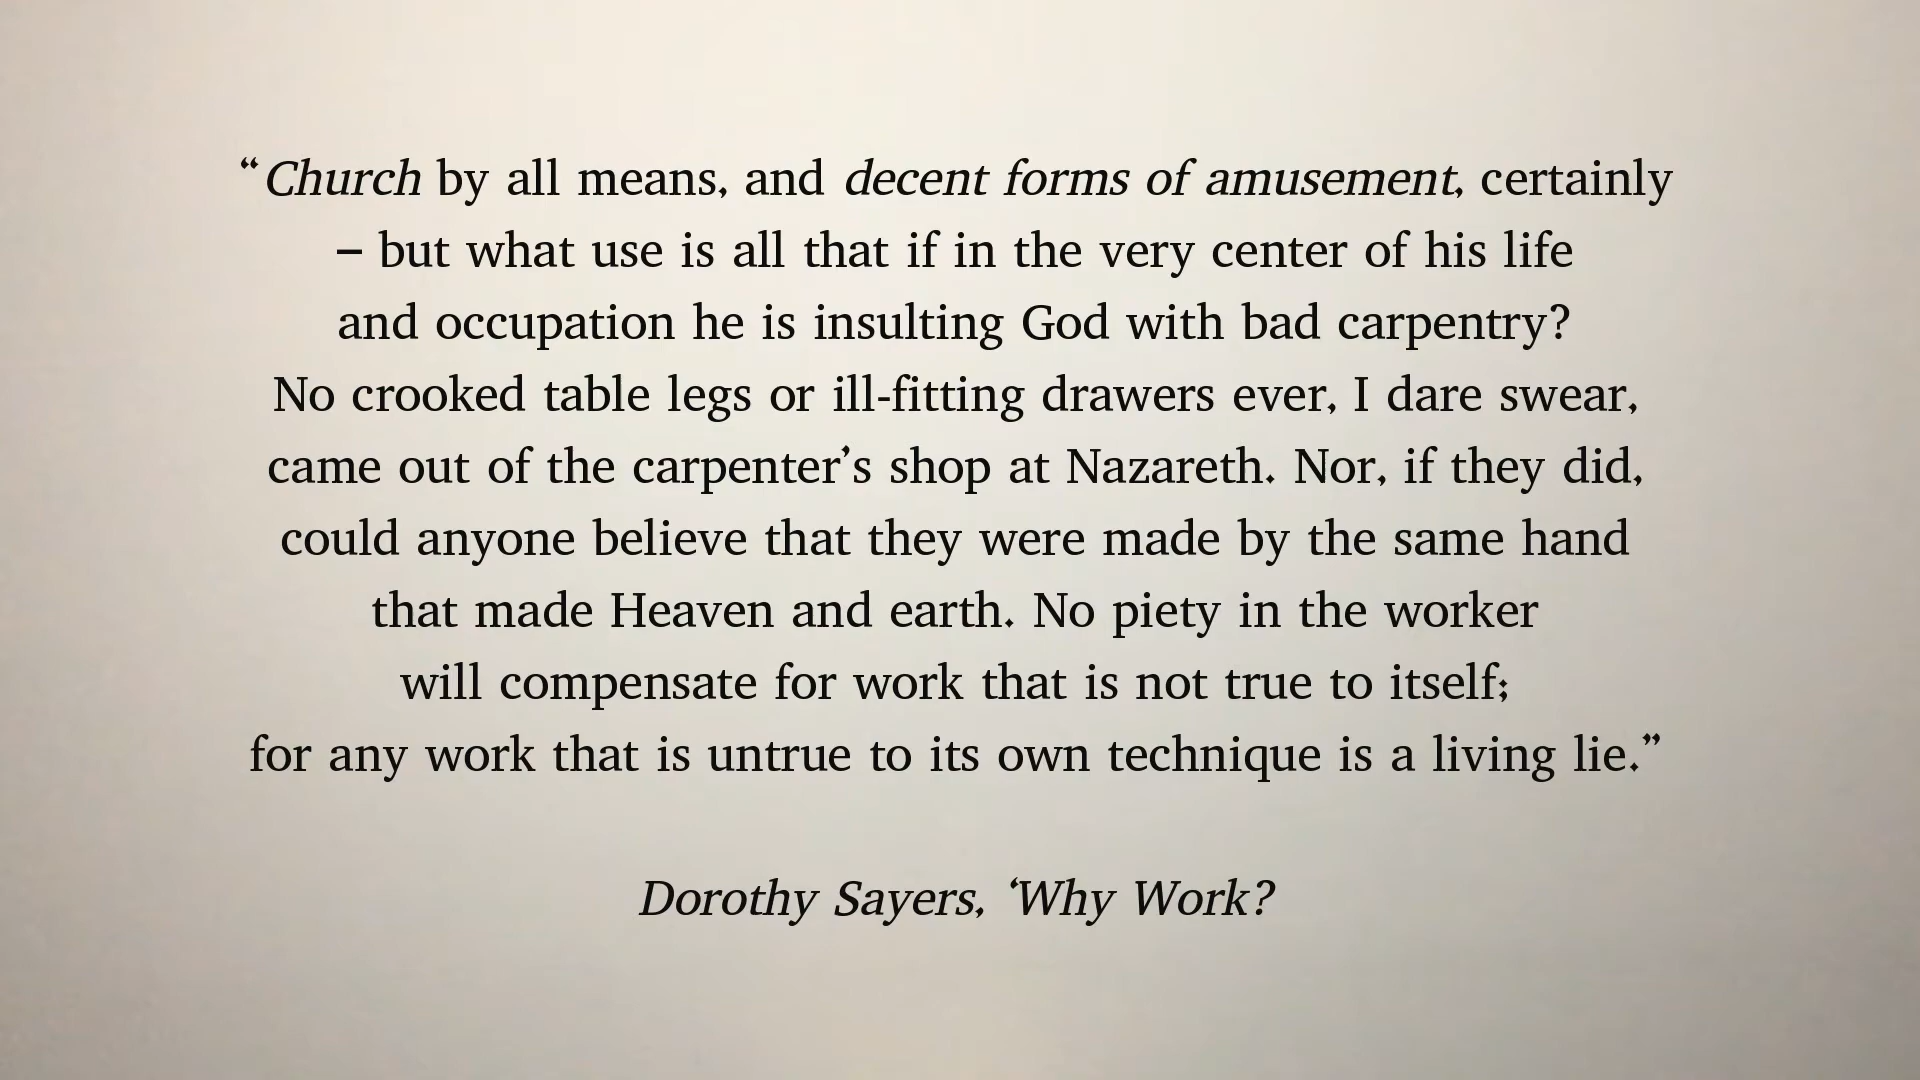 “Church by all means, and decent forms of amusement, certainly
– but what use is all that if in the very center of his life
and occupation he is insulting God with bad carpentry?
No crooked table legs or ill-fitting drawers ever, I dare swear,
came out of the carpenter’s shop at Nazareth. Nor, if they did,
could anyone believe that they were made by the same hand
that made Heaven and earth. No piety in the worker
will compensate for work that is not true to itself;
for any work that is untrue to its own technique is a living lie.”
Dorothy Sayers, ‘Why Work?